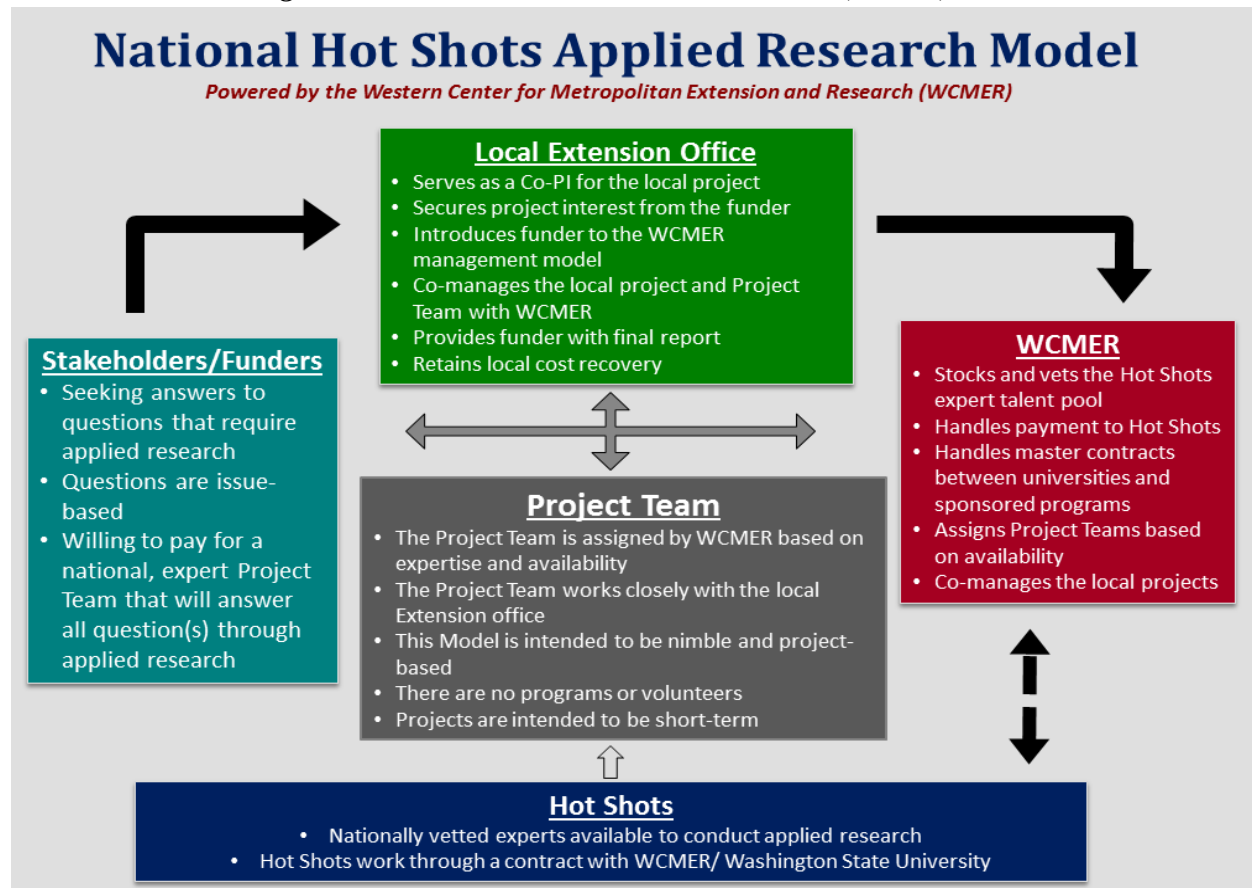 National Hot Shots Applied Research Model
Powered by the Western Center for Metropolitan Extension and Research (WCMER)
Local Extension Office
• Serves as a Co-PI for the local project
• Secures project interest from the funder
• Introduces funder to the WCMER
management model
• Co-manages the local project and Project
Team with WCMER
• Provides funder with final report
• Retains local cost recovery
Stakeholders/Funders
• Seeking answers to
questions that require
applied research
• Questions are issue-
based
• Willing to pay for a
national, expert Project
Team that will answer
all question(s) through
applied research
WCMER
• Stocks and vets the Hot Shots
expert talent pool
• Handles payment to Hot Shots
• Handles master contracts
between universities and
sponsored programs
• Assigns Project Teams based
on availability
• Co-manages the local projects
Project Team
• The Project Team is assigned by WCMER based on
expertise and availability
• The Project Team works closely with the local
Extension office
• This Model is intended to be nimble and project-
based
• There are no programs or volunteers
• Projects are intended to be short-term
Hot Shots
• Nationally vetted experts available to conduct applied research
• Hot Shots work through a contract with WCMER/ Washington State University